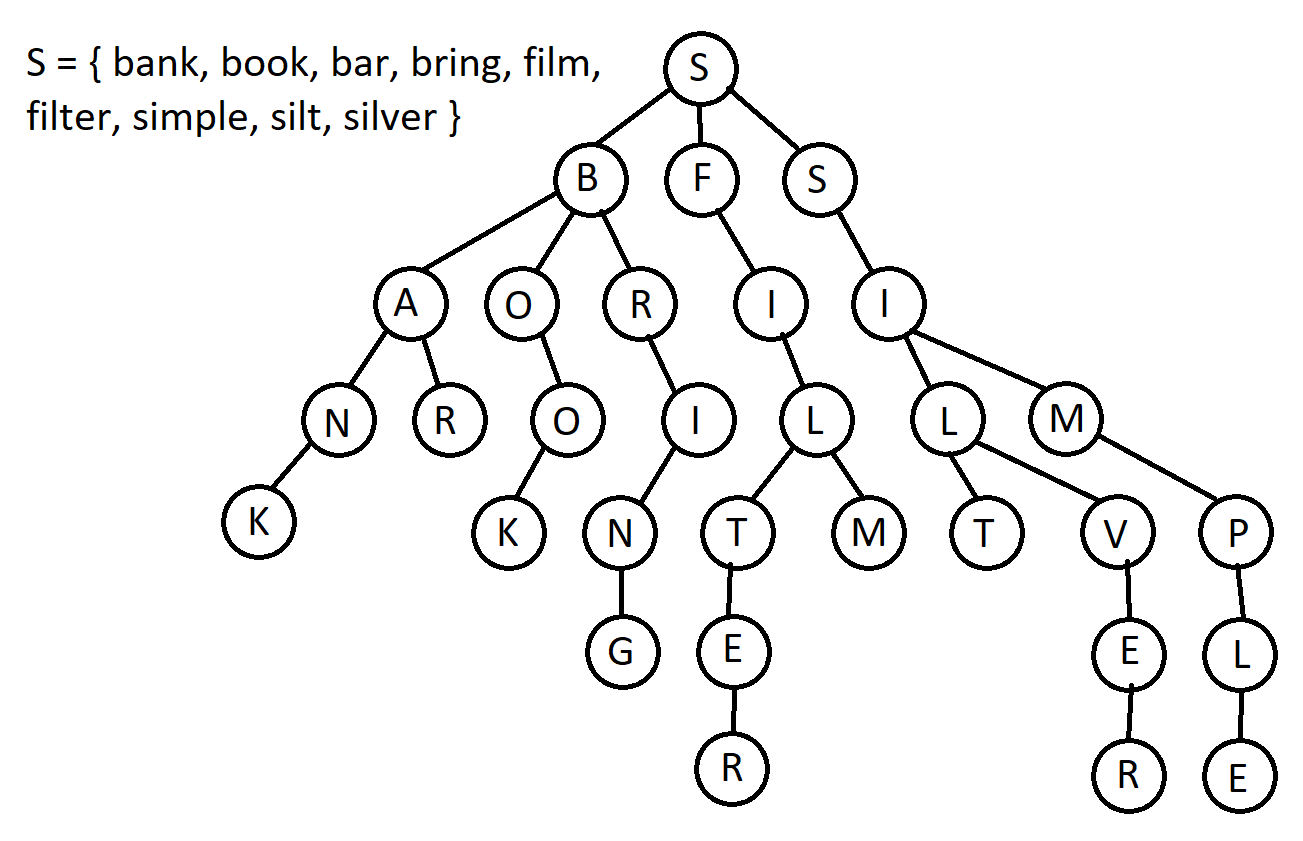 S = { bank, book, bar, bring, film,
filter, simple, silt, silver }
S
B F S
A O R I I
N R O I L L M
K K N T M T V P
G E E L
R R E